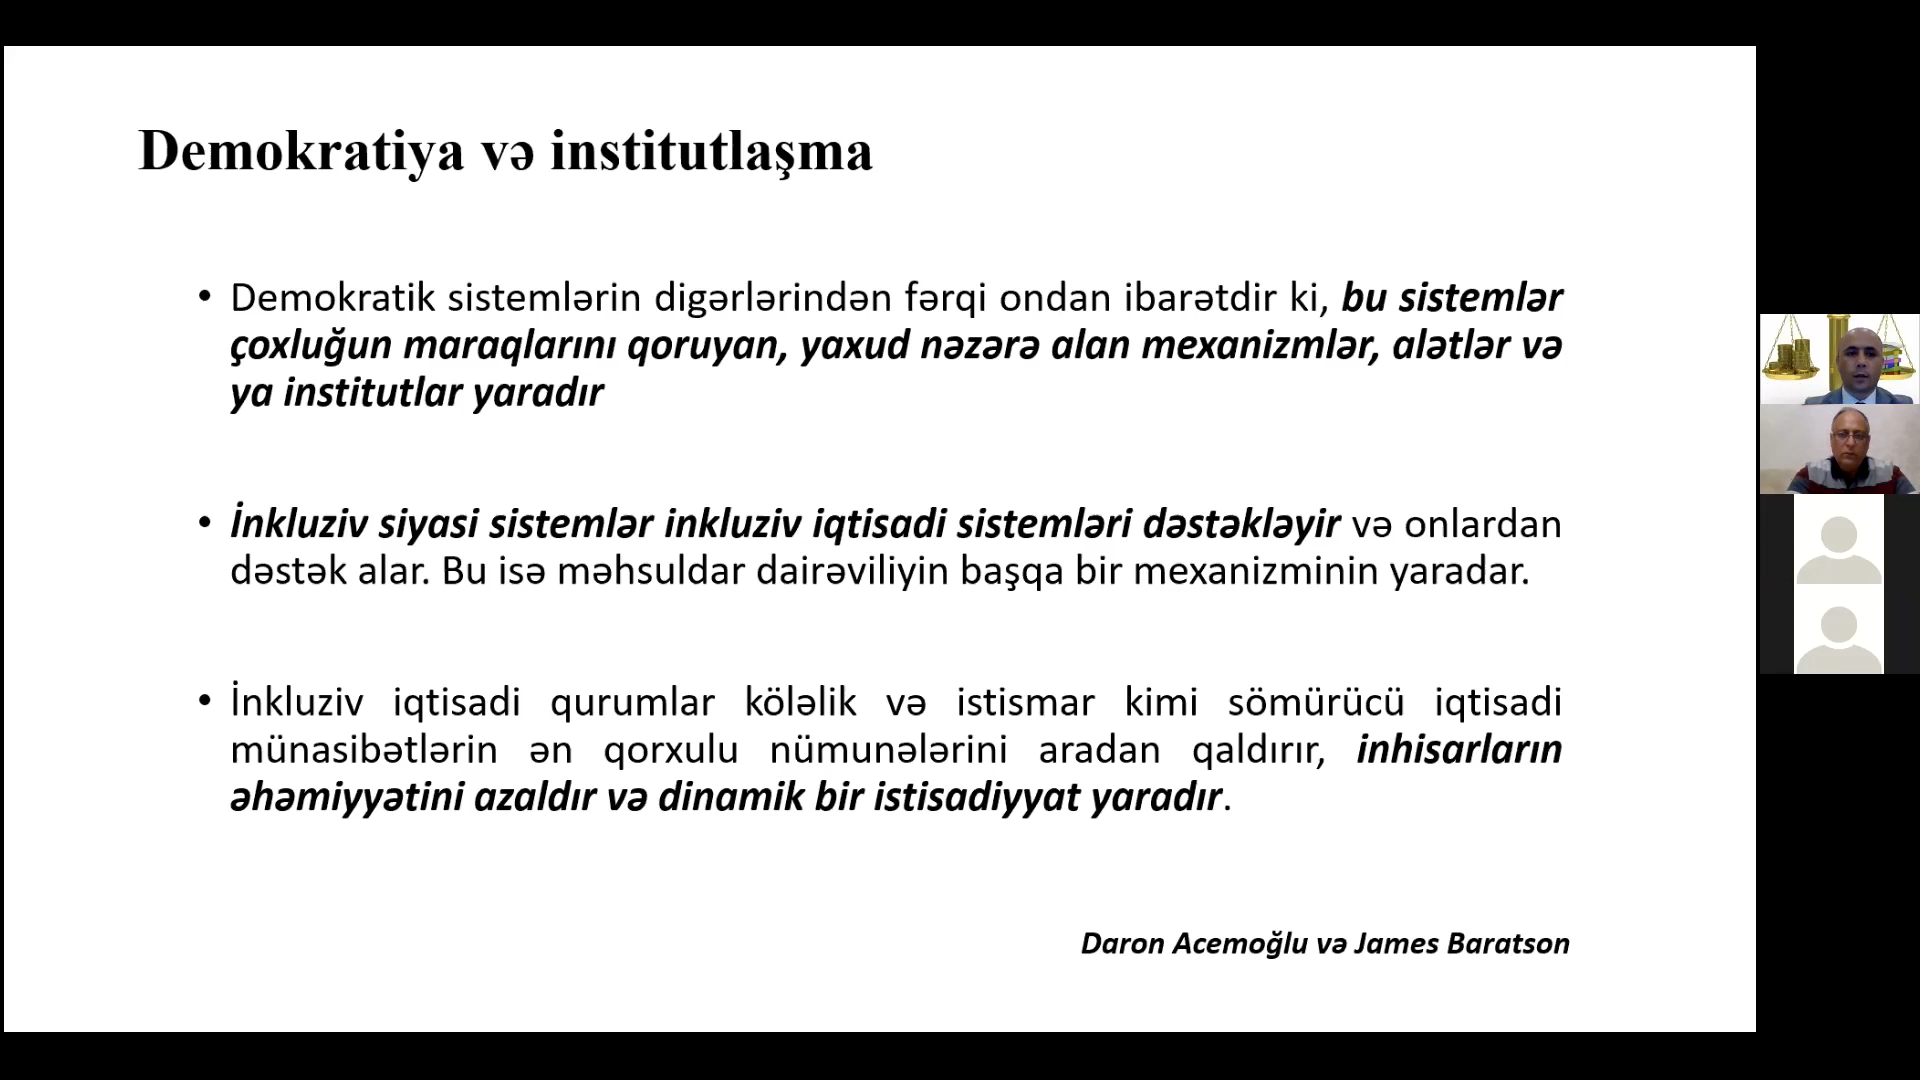 Demokratiya və institutlaşma
• Demokratik sistemlərin digərlərindən fərqi ondan ibarətdir ki, bu sistemlər
çoxluğun maraqlarını qoruyan, yaxud nəzərə alan mexanizmlər, alətlər və
ya institutlar yaradır
• İnkluziv siyasi sistemlər inkluziv iqtisadi sistemləri dəstəkləyir və onlardan
dəstək alar. Bu isə məhsuldar dairəviliyin başqa bir mexanizminin yaradar.
• İnkluziv iqtisadi qurumlar köləlik və istismar kimi sömürücü iqtisadi
münasibətlərin ən qorxulu nümunələrini aradan qaldırır, inhisarların
əhəmiyyətini azaldır və dinamik bir istisadiyyat yaradır.
Daron Acemoğlu və James Baratson